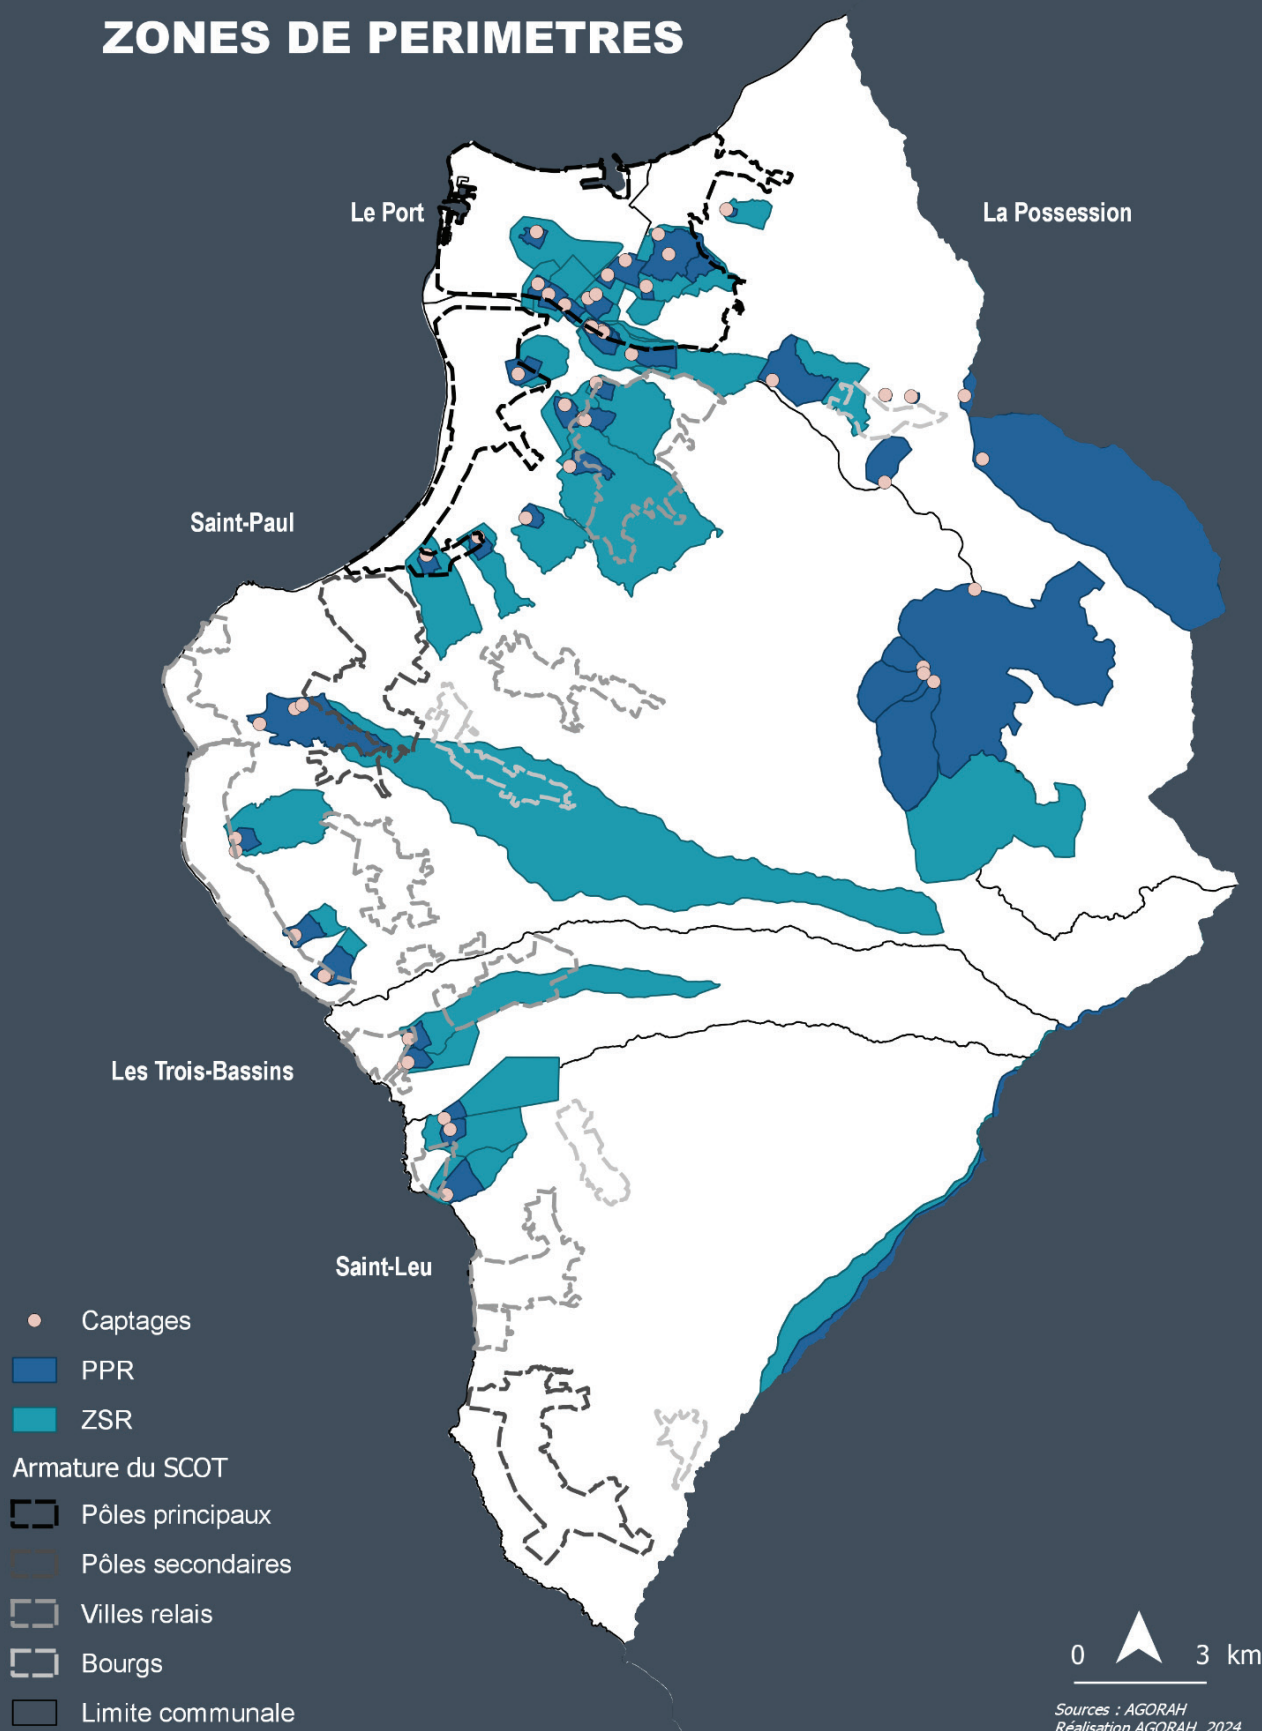 ZONES DE PERIMETRES
Le Port
La Possession
Saint-Paul
Les Trois-Bassins
Saint-Leu
Captages
PPR
ZSR
Armature du SCOT
Pôles principaux
Pôles secondaires
Villes relais
Bourgs
Limite communale
0 3 km
Sources : AGORAH
Réalisation AGORAH, 2024